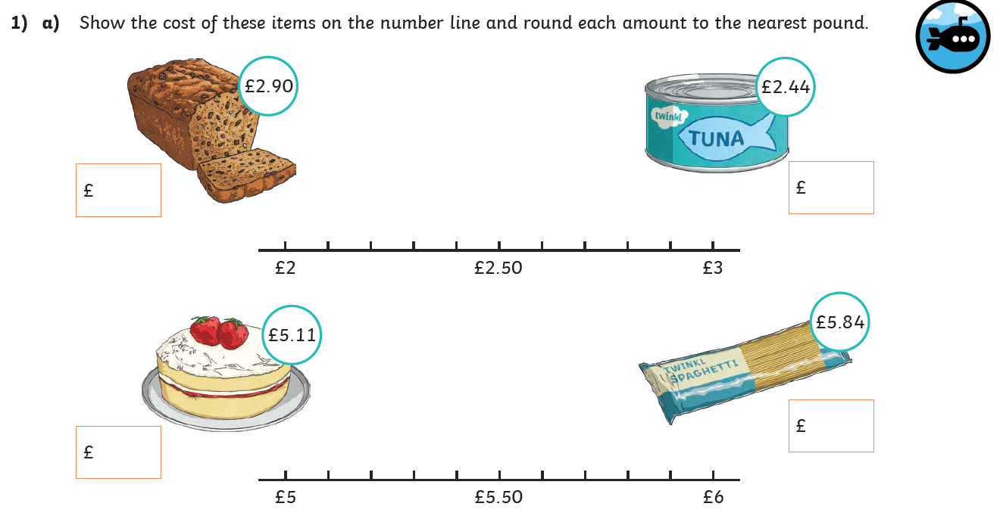 1) a) Show the cost of these items on the number line and round each amount to the nearest pound.
£2.90
£2.44
twinkl
TUNA
£
£
£2 £2.50 £3
£5.11
£5.84
TWINKL
SPAGHETTI
£
£
£5 £5.50 £6